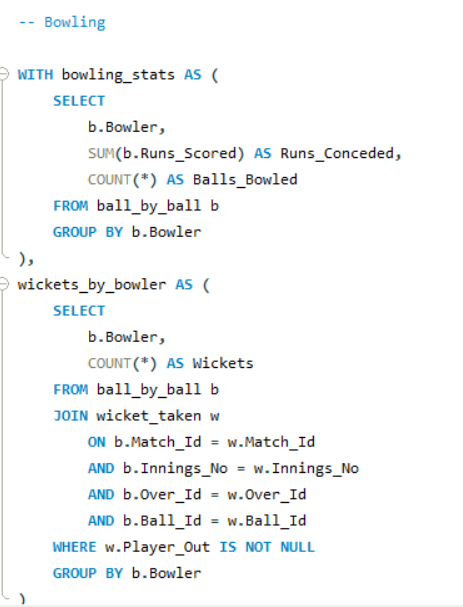 -- Bowling
WITH bowling_stats AS (
SELECT
b.Bowler,
SUM(b.Runs_Scored) AS Runs_Conceded,
COUNT(*) AS Balls_Bowled
FROM ball_by_ball b
GROUP BY b.Bowler
),
wickets_by_bowler AS (
SELECT
b.Bowler,
COUNT(*) AS Wickets
FROM ball_by_ball b
JOIN wicket_taken w
ON b.Match_Id = w.Match_Id
AND b.Innings_No = w.Innings_No
AND b.Over_Id = w.Over_Id
AND b.Ball_Id = w.Ball_Id
WHERE w.Player_Out IS NOT NULL
GROUP BY b.Bowler
)